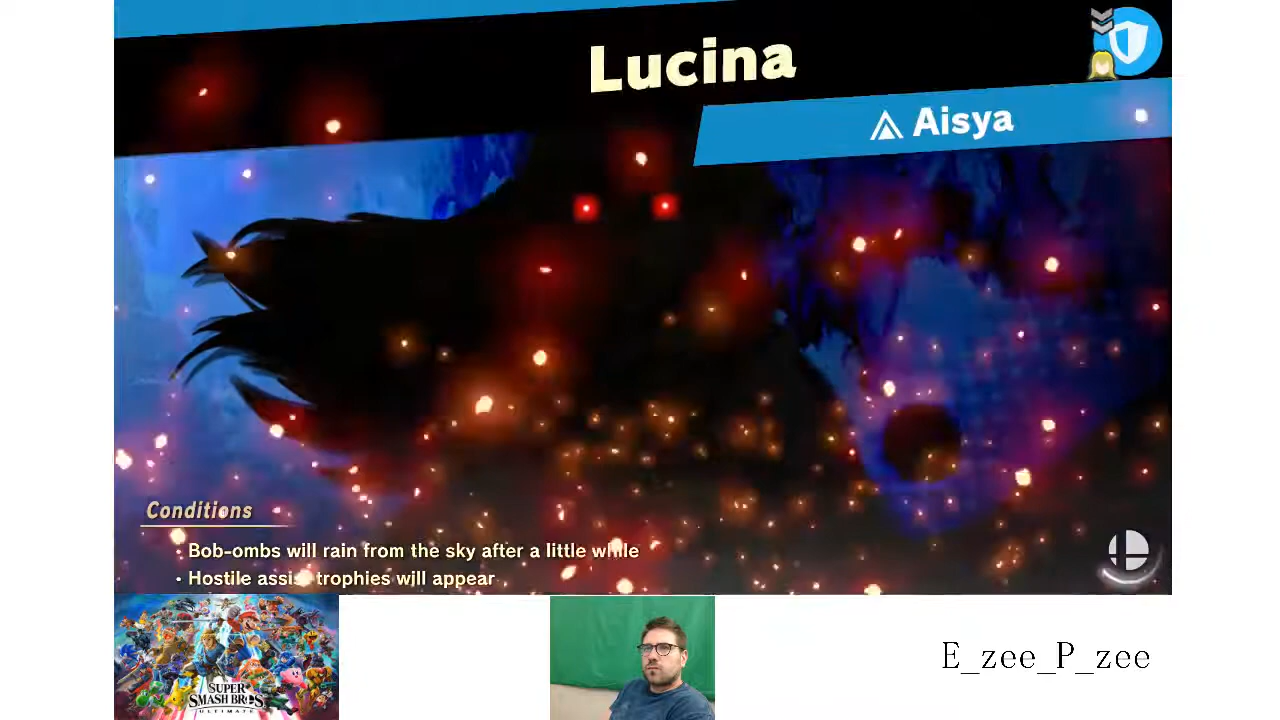 Lucina
Aisya
Conditions
• Bob-ombs will rain from the sky after a little while
• Hostile assist trophies will appear
SUPER
SMASH BROS.
ULTIMATE
E_zee_P_zee